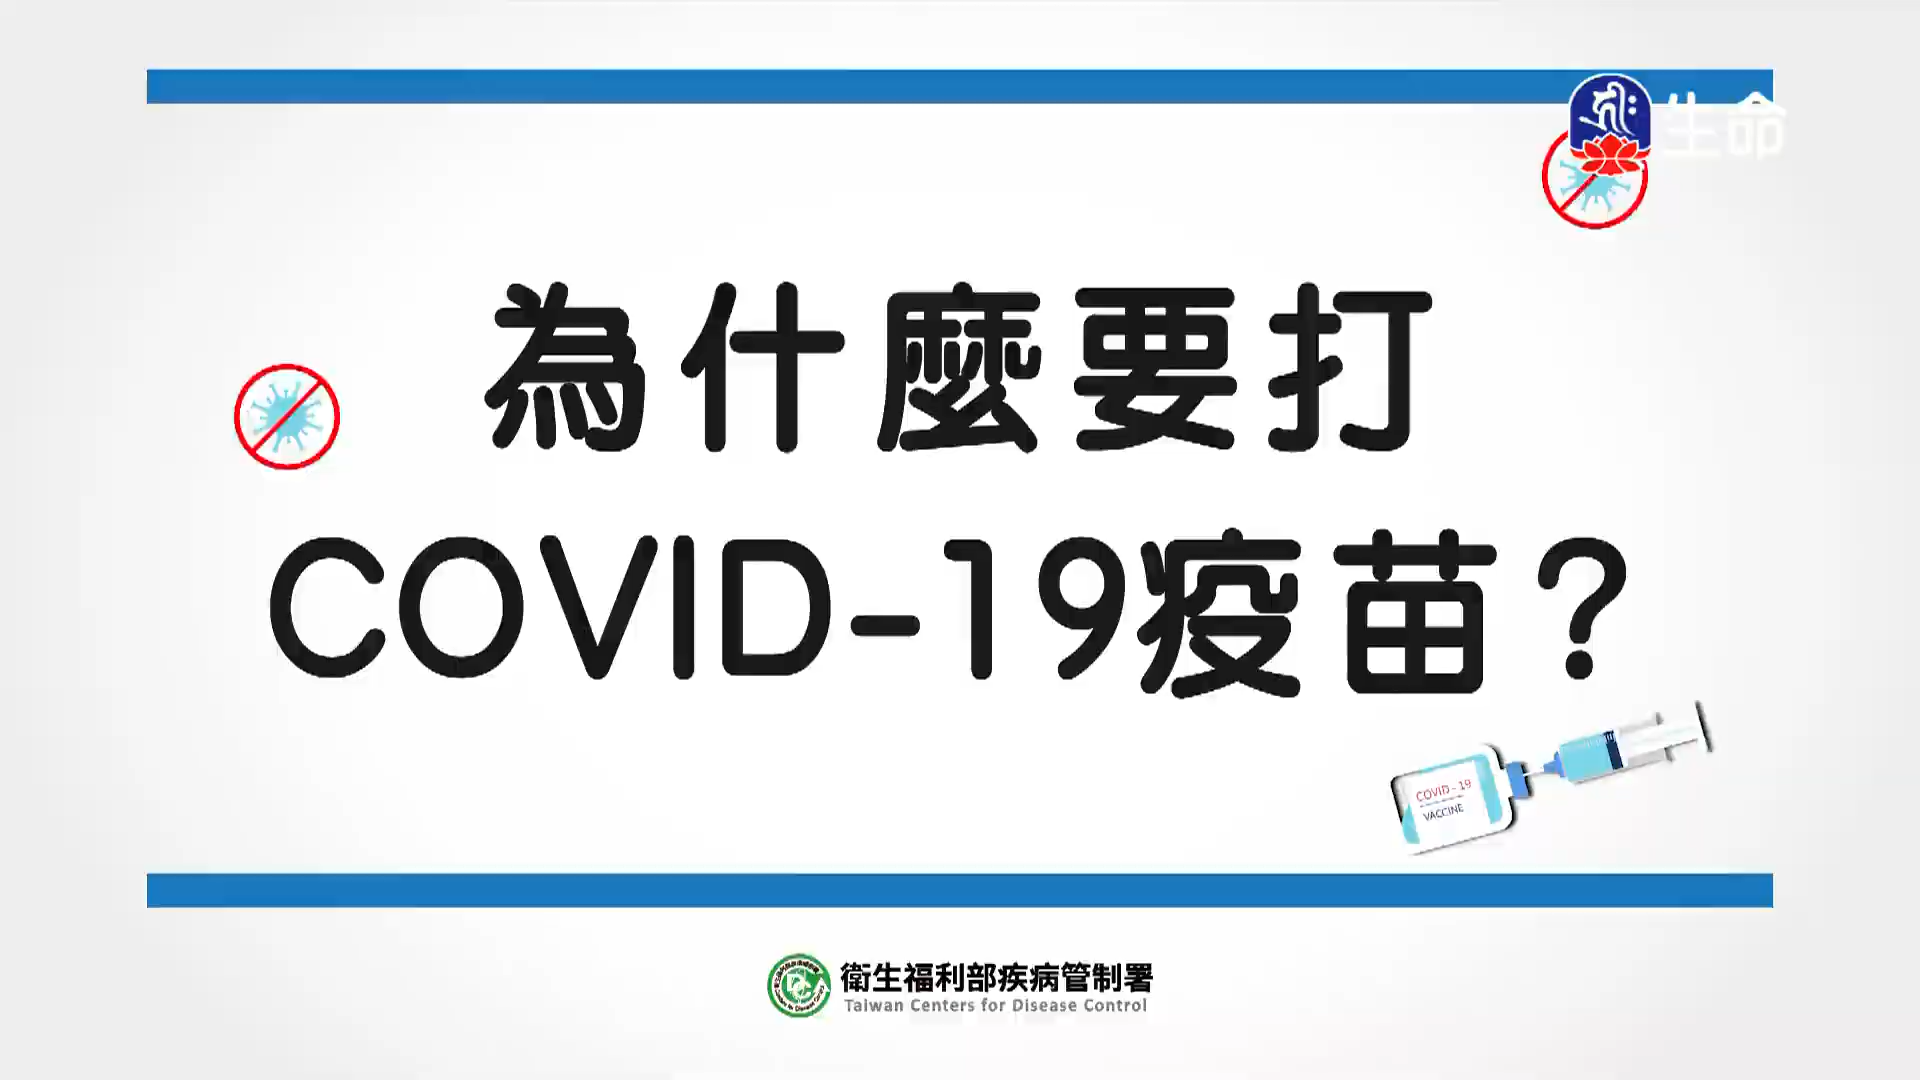 生命
為什麼要打
COVID-19疫苗?
COVID-19
VACCINE
衛生福利部疾病管制署
Taiwan Centers for Disease Control